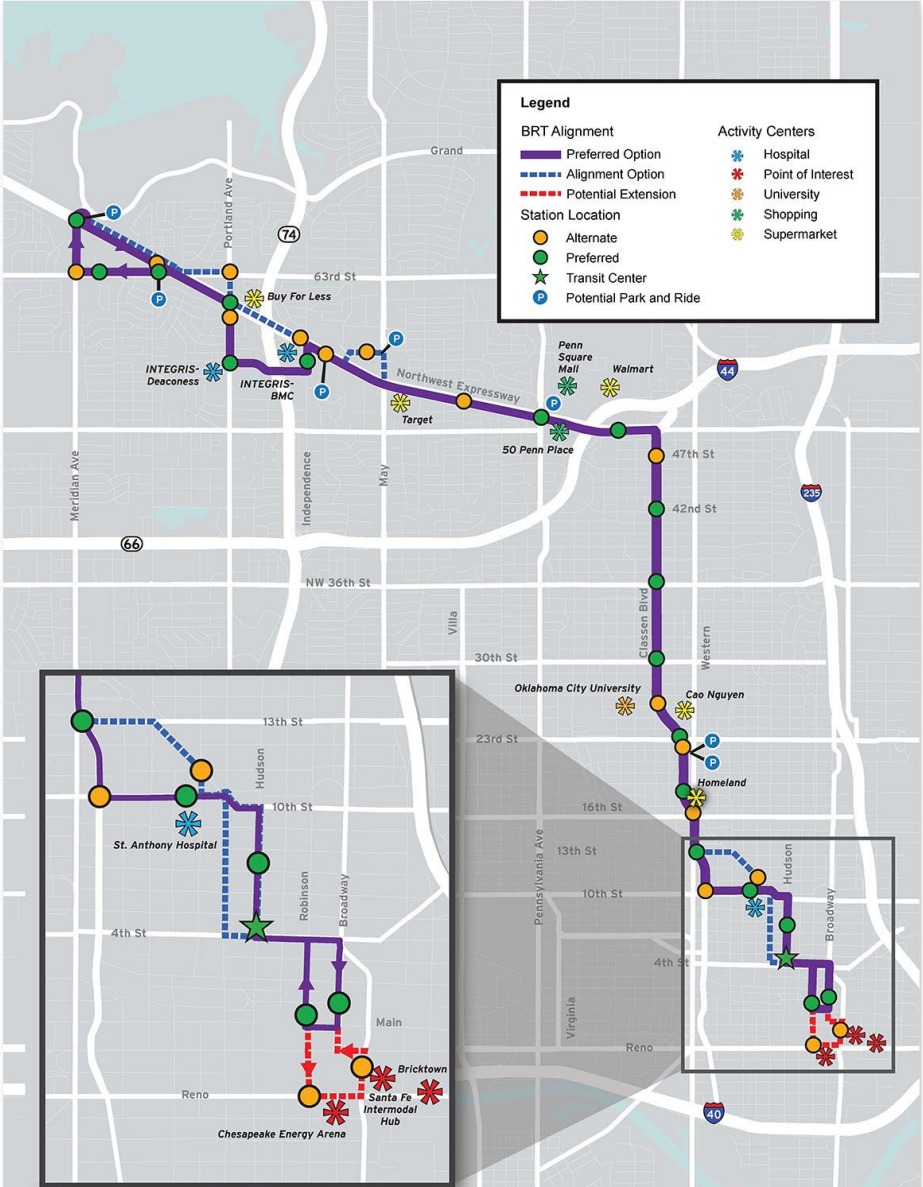 Legend
BRT Alignment
Preferred Option
Alignment Option
Potential Extension
Station Location
Alternate
Preferred
Transit Center
P Potential Park and Ride
Activity Centers
Hospital
Point of Interest
University
Shopping
Supermarket
Grand
Portland Ave
74
P
63rd St
P
Buy For Less
INTEGRIS-
Deaconess
INTEGRIS-
BMC
P
P
Northwest Expressway
Target
Penn
Square
Mall
Walmart
44
P
50 Penn Place
47th St
42nd St
235
Meridian Ave
Independence
May
66
NW 36th St
Villa
Classen Blvd
Western
30th St
Oklahoma City University
Cao Nguyen
23rd St
P
P
Homeland
16th St
13th St
Pennsylvania Ave
10th St
Hudson
Broadway
4th St
Virginia
Reno
40
13th St
Hudson
10th St
St. Anthony Hospital
Robinson
Broadway
4th St
Main
Bricktown
Reno
Santa Fe
Intermodal
Hub
Chesapeake Energy Arena